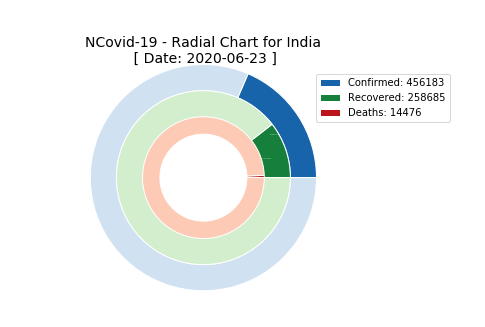 NCovid-19 - Radial Chart for India
[ Date: 2020-06-23 ]
Confirmed: 456183
Recovered: 258685
Deaths: 14476